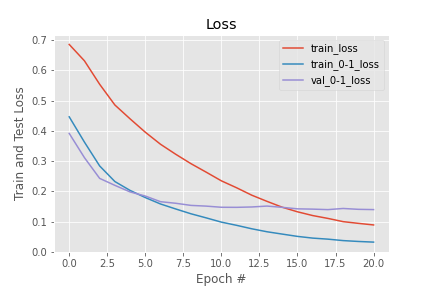 Loss
0.7
0.6
0.5
0.4
0.3
0.2
0.1
0.0
Train and Test Loss
train_loss
train_0-1_loss
val_0-1_loss
0.0 2.5 5.0 7.5 10.0 12.5 15.0 17.5 20.0
Epoch #